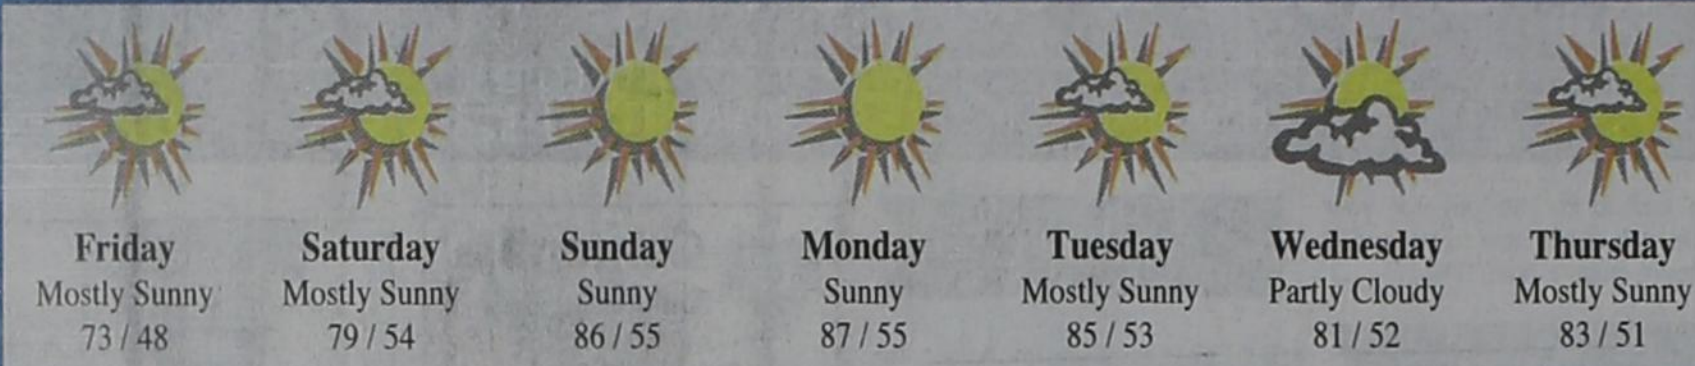 Friday
Mostly Sunny
73 / 48
Saturday
Mostly Sunny
79 / 54
Sunday
Sunny
86 / 55
Monday
Sunny
87 / 55
Tuesday
Mostly Sunny
85 / 53
Wednesday
Partly Cloudy
81 / 52
Thursday
Mostly Sunny
83 / 51